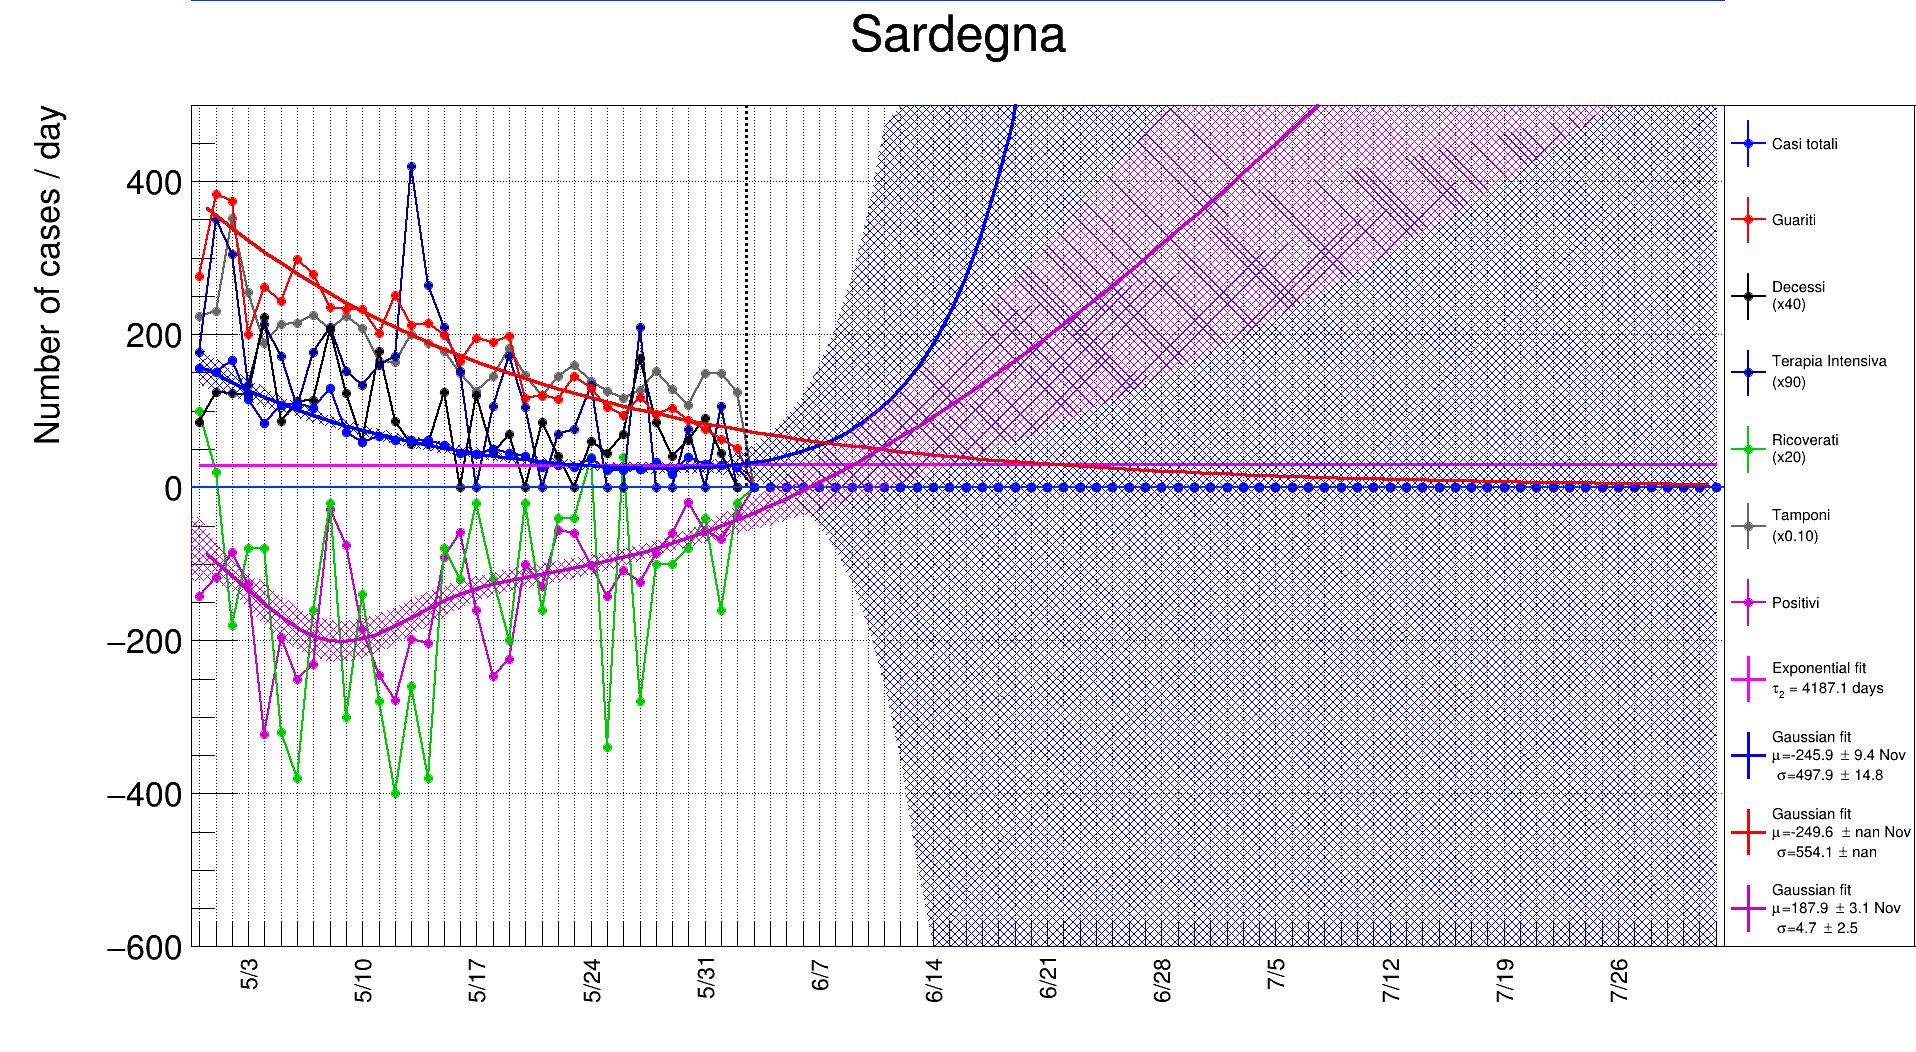 Sardegna
Number of cases / day
400
200
0
−200
−400
−600
5/3
5/10
5/17
5/24
5/31
6/7
6/14
6/21
6/28
7/5
7/12
7/19
7/26
Casi totali
Guariti
Decessi
(x40)
Terapia Intensiva
(x90)
Ricoverati
(x20)
Tamponi
(x0.10)
Positivi
Exponential fit
τ2 = 4187.1 days
Gaussian fit
μ=-245.9 ± 9.4 Nov
σ=497.9 ± 14.8
Gaussian fit
μ=-249.6 ± nan Nov
σ=554.1 ± nan
Gaussian fit
μ=187.9 ± 3.1 Nov
σ=4.7 ± 2.5